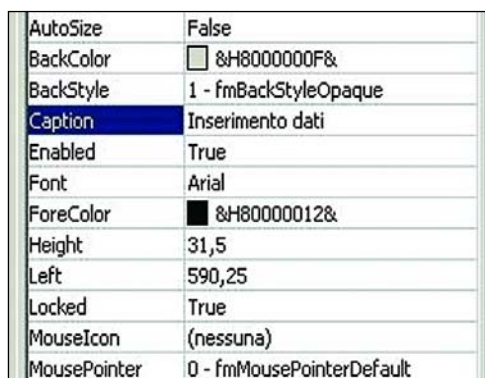 AutoSize False
BackColor &H8000000F&
BackStyle 1 - fmBackStyleOpaque
Caption Inserimento dati
Enabled True
Font Arial
ForeColor &H80000012&
Height 31,5
Left 590,25
Locked True
MouseIcon (nessuna)
MousePointer 0 - fmMousePointerDefault